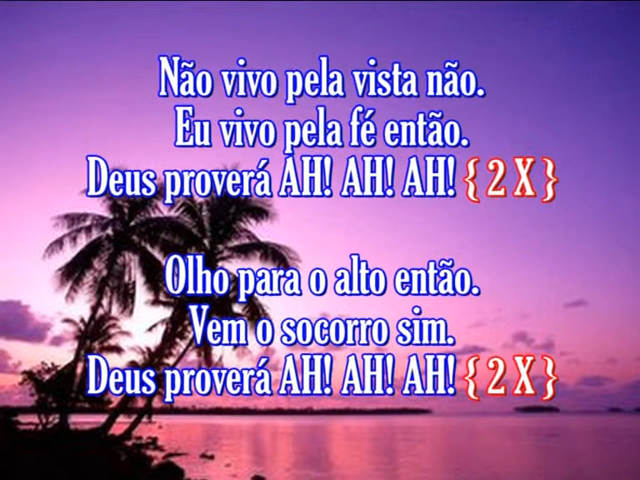 Não vivo pela vista não.
Eu vivo pela fé então.
Deus proverá AH! AH! AH! { 2 X }
Olho para o alto então.
Vem o socorro sim.
Deus proverá AH! AH! AH! { 2 X }